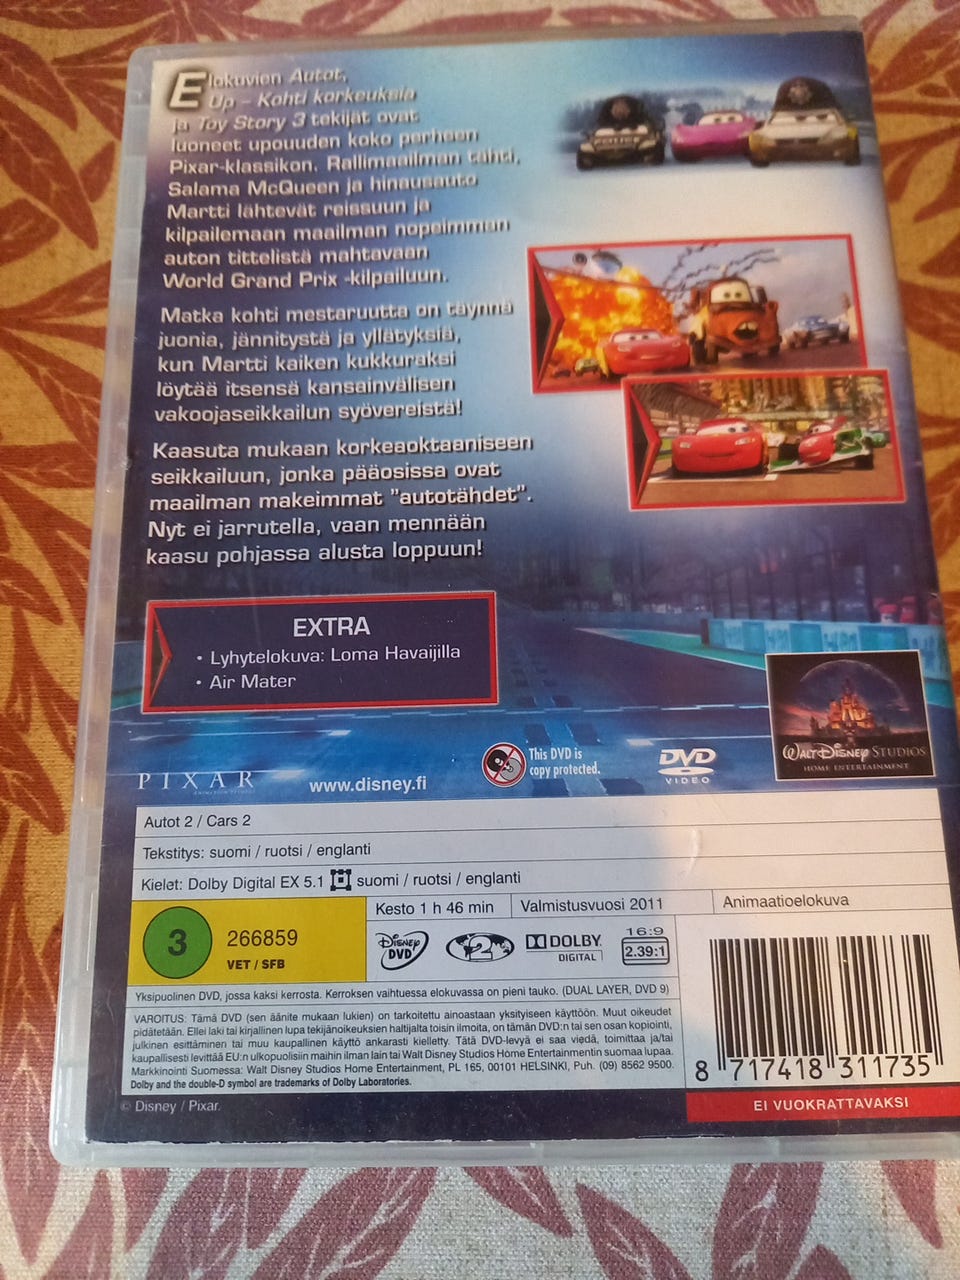 Elokuvien Autot,
Up – Kohti korkeuksia
ja Toy Story 3 tekijät ovat
luoneet upouuden koko perheen
Pixar-klassikon. Rallimaailman tähti,
Salama McQueen ja hinausauto
Martti lähtevät reissuun ja
kilpailemaan maailman nopeimman
auton tittelistä mahtavaan
World Grand Prix -kilpailuun.
Matka kohti mestaruutta on täynnä
juonia, jännitystä ja yllätyksiä,
kun Martti kaiken kukkuraksi
löytää itsensä kansainvälisen
vakoojaseikkailun syövereistä!
Kaasuta mukaan korkeaoktaaniseen
seikkailuun, jonka pääosissa ovat
maailman makeimmat "autotähdet".
Nyt ei jarrutella, vaan mennään
kaasu pohjassa alusta loppuun!
EXTRA
• Lyhytelokuva: Loma Havaijilla
• Air Mater
PIXAR
ANIMATION STUDIOS
www.disney.fi
This DVD is
copy protected.
DVD
VIDEO
WALT DISNEY STUDIOS
HOME ENTERTAINMENT
Autot 2 / Cars 2
Tekstitys: suomi / ruotsi / englanti
Kielet: Dolby Digital EX 5.1 suomi / ruotsi / englanti
3 266859
VET / SFB
Kesto 1 h 46 min Valmistusvuosi 2011 Animaatioelokuva
DISNEY DVD
2
DOLBY DIGITAL
16:9
2.39:1
Yksipuolinen DVD, jossa kaksi kerrosta. Kerroksen vaihtuessa elokuvassa on pieni tauko. (DUAL LAYER, DVD 9)
VAROITUS: Tämä DVD (sen äänite mukaan lukien) on tarkoitettu ainoastaan yksityiseen käyttöön. Muut oikeudet
pidätetään. Ellei laki tai kirjallinen lupa tekijänoikeuksien haltijalta toisin ilmoita, on tämän DVD:n tai sen osan kopiointi,
julkinen esittäminen tai muu kaupallinen käyttö ankarasti kielletty. Tätä DVD-levyä ei saa viedä, toimittaa ja/tai
kaupallisesti levittää EU:n ulkopuolisiin maihin ilman lain tai Walt Disney Studios Home Entertainmentin suomaa lupaa.
Markkinointi Suomessa: Walt Disney Studios Home Entertainment, PL 165, 00101 HELSINKI, Puh. (09) 8562 9500.
Dolby and the double-D symbol are trademarks of Dolby Laboratories.
8 717418 311735
© Disney / Pixar.
EI VUOKRATTAVAKSI